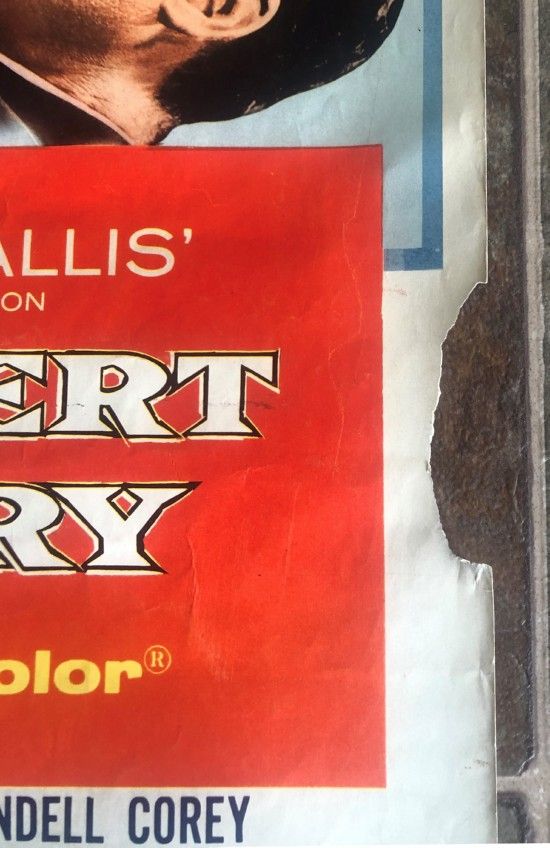 ALLIS'
ON
ERT
RY
olor®
NDELL COREY